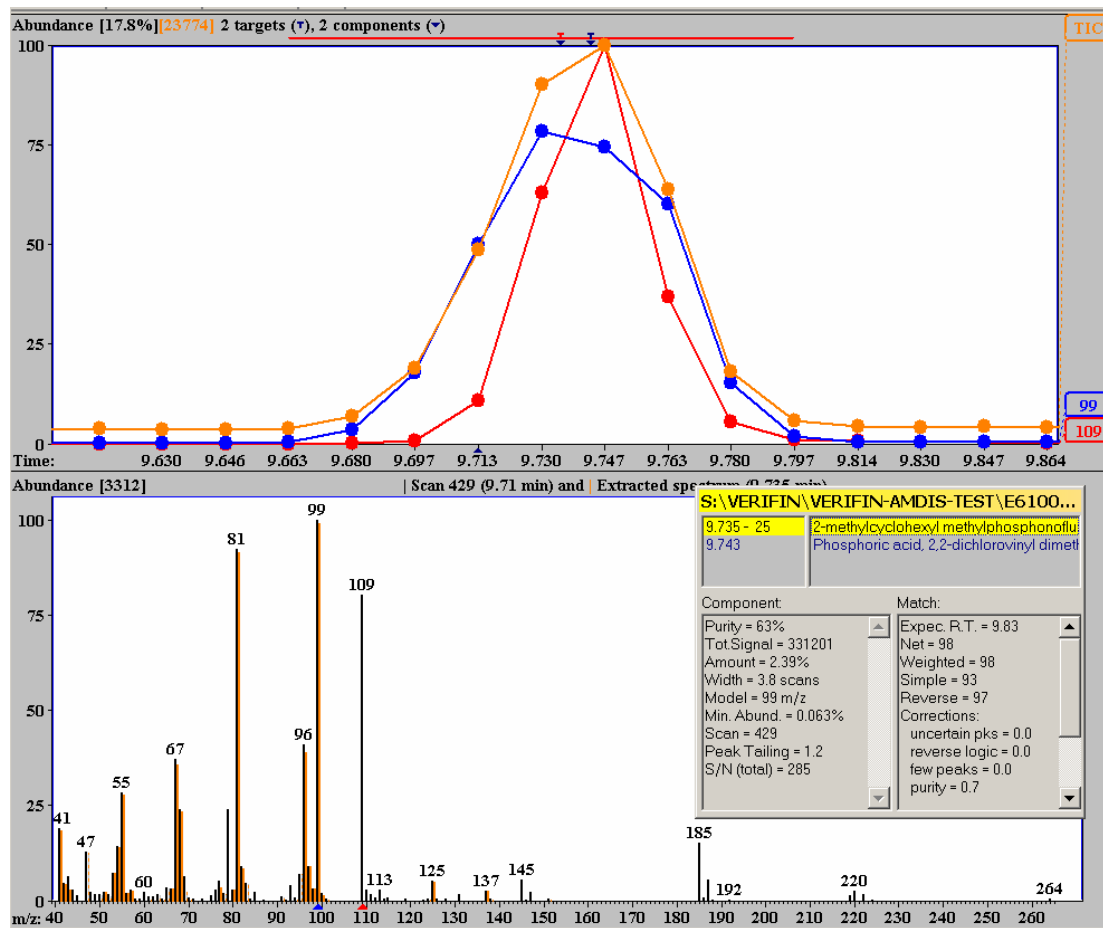 Abundance [17.8%][23774] 2 targets (T), 2 components (▼)
TIC
100
75
50
25
0
99
109
Time: 9.630 9.646 9.663 9.680 9.697 9.713 9.730 9.747 9.763 9.780 9.797 9.814 9.830 9.847 9.864
Abundance [3312] | Scan 429 (9.71 min) and | Extracted spectrum (9.735 min)
S:\VERIFIN\VERIFIN-AMDIS-TEST\E6100...
9.735 - 25 2-methylcyclohexyl methylphosphonoflu
9.743 Phosphoric acid, 2,2-dichlorovinyl dimeth
Component:
Purity = 63%
Tot.Signal = 331201
Amount = 2.39%
Width = 3.8 scans
Model = 99 m/z
Min. Abund. = 0.063%
Scan = 429
Peak Tailing = 1.2
S/N (total) = 285
Match:
Expec. R.T. = 9.83
Net = 98
Weighted = 98
Simple = 93
Reverse = 97
Corrections:
uncertain pks = 0.0
reverse logic = 0.0
few peaks = 0.0
purity = 0.7
100
75
50
25
0
41
47
55
60
67
81
96
99
109
113
125
137
145
185
192
220
264
m/z: 40 50 60 70 80 90 100 110 120 130 140 150 160 170 180 190 200 210 220 230 240 250 260